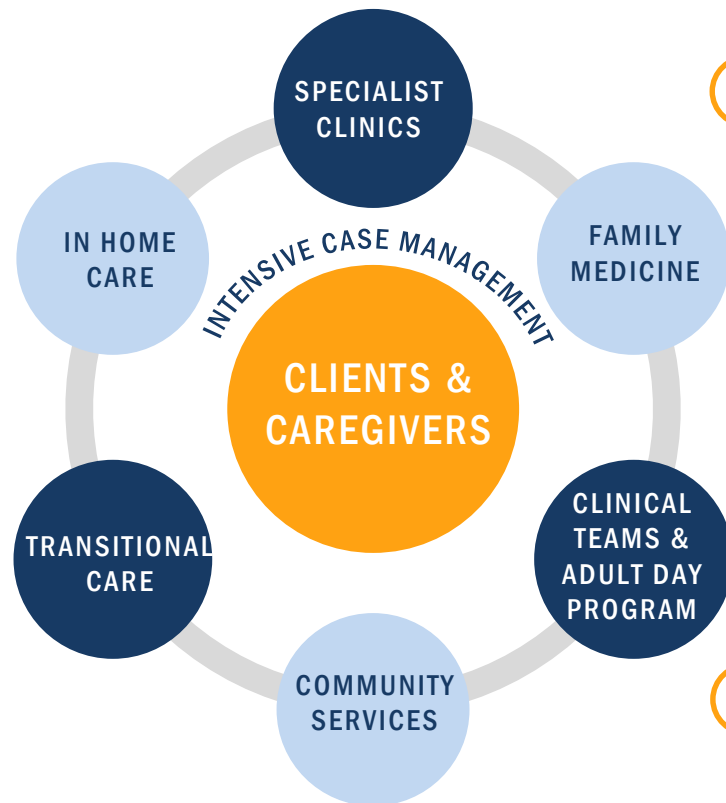 SPECIALIST
CLINICS
IN HOME
CARE
FAMILY
MEDICINE
INTENSIVE CASE MANAGEMENT
CLIENTS &
CAREGIVERS
TRANSITIONAL
CARE
CLINICAL
TEAMS &
ADULT DAY
PROGRAM
COMMUNITY
SERVICES